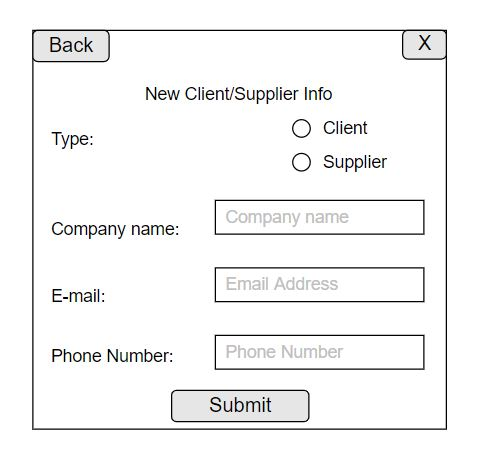 Back
X
New Client/Supplier Info
Type:
Client
Supplier
Company name:
Company name
E-mail:
Email Address
Phone Number:
Phone Number
Submit